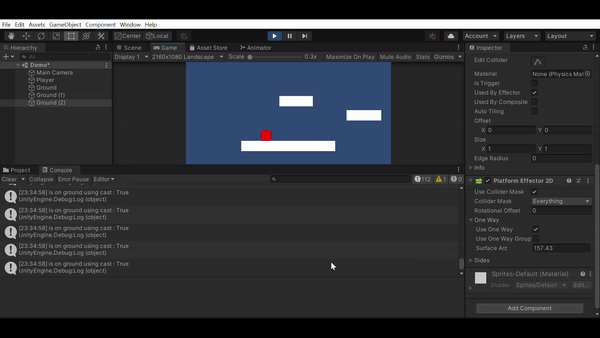 File Edit Assets GameObject Component Window Help
Center Local Account Layers Layout
Hierarchy
Scene Game Asset Store Animator
Inspector
Display 1 2160x1080 Landscape Scale 0.3x Maximize On Play Mute Audio Stats Gizmos
All
Demo*
Main Camera
Player
Ground
Ground (1)
Ground (2)
Edit Collider
Material None (Physics Mat
Is Trigger
Used By Effector
Used By Composite
Auto Tiling
Offset
X 0 Y 0
Size
X 1 Y 1
Edge Radius 0
Info
Platform Effector 2D
Use Collider Mask
Collider Mask Everything
Rotational Offset 0
One Way
Use One Way
Use One Way Group
Surface Arc 157.43
Sides
Sprites-Default (Material)
Shader Sprites/Default Edit...
Add Component
Project Console
Clear Collapse Error Pause Editor 112 1 0
UnityEngine.Debug:Log (object)
[23:34:58] is on ground using cast : True
UnityEngine.Debug:Log (object)
[23:34:58] is on ground using cast : True
UnityEngine.Debug:Log (object)
[23:34:58] is on ground using cast : True
UnityEngine.Debug:Log (object)
[23:34:58] is on ground using cast : True
UnityEngine.Debug:Log (object)
[23:34:58] is on ground using cast : True
UnityEngine.Debug:Log (object)